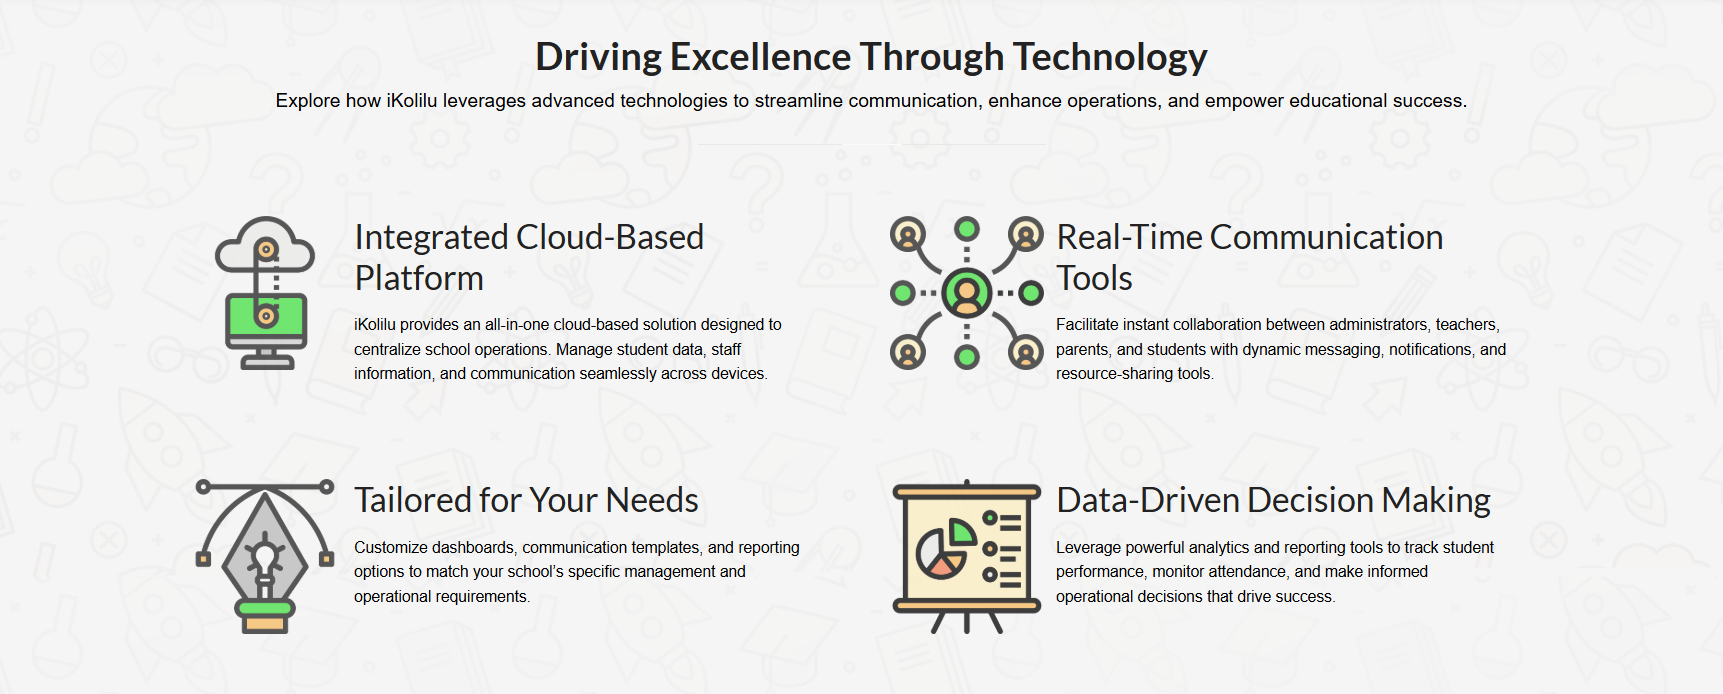 Driving Excellence Through Technology
Explore how iKolilu leverages advanced technologies to streamline communication, enhance operations, and empower educational success.
Integrated Cloud-Based
Platform
iKolilu provides an all-in-one cloud-based solution designed to
centralize school operations. Manage student data, staff
information, and communication seamlessly across devices.
Real-Time Communication
Tools
Facilitate instant collaboration between administrators, teachers,
parents, and students with dynamic messaging, notifications, and
resource-sharing tools.
Tailored for Your Needs
Customize dashboards, communication templates, and reporting
options to match your school’s specific management and
operational requirements.
Data-Driven Decision Making
Leverage powerful analytics and reporting tools to track student
performance, monitor attendance, and make informed
operational decisions that drive success.